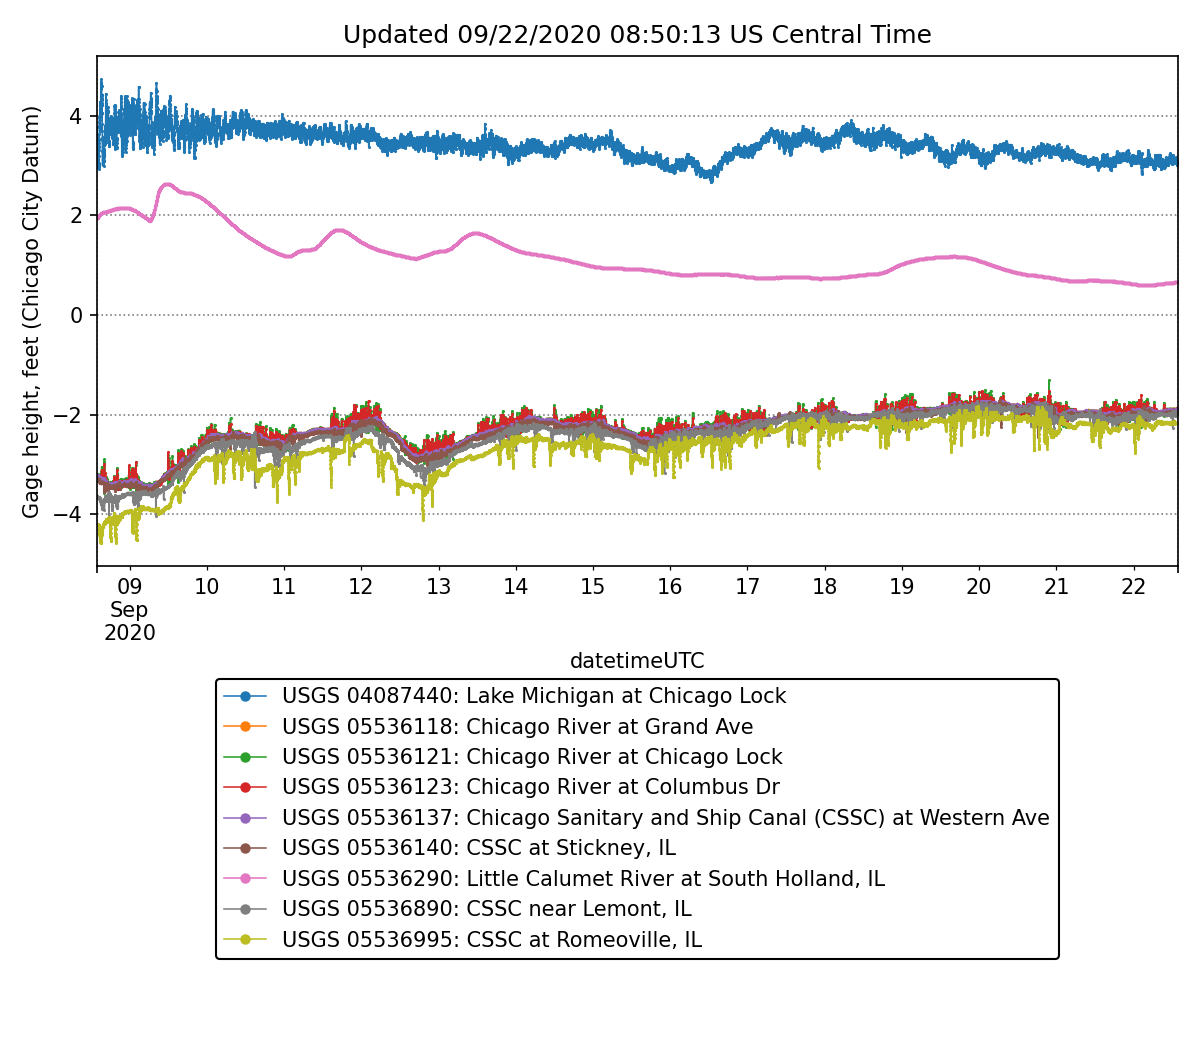 Updated 09/22/2020 08:50:13 US Central Time
Gage height, feet (Chicago City Datum)
4
2
0
−2
−4
09 10 11 12 13 14 15 16 17 18 19 20 21 22
Sep
2020
datetimeUTC
USGS 04087440: Lake Michigan at Chicago Lock
USGS 05536118: Chicago River at Grand Ave
USGS 05536121: Chicago River at Chicago Lock
USGS 05536123: Chicago River at Columbus Dr
USGS 05536137: Chicago Sanitary and Ship Canal (CSSC) at Western Ave
USGS 05536140: CSSC at Stickney, IL
USGS 05536290: Little Calumet River at South Holland, IL
USGS 05536890: CSSC near Lemont, IL
USGS 05536995: CSSC at Romeoville, IL